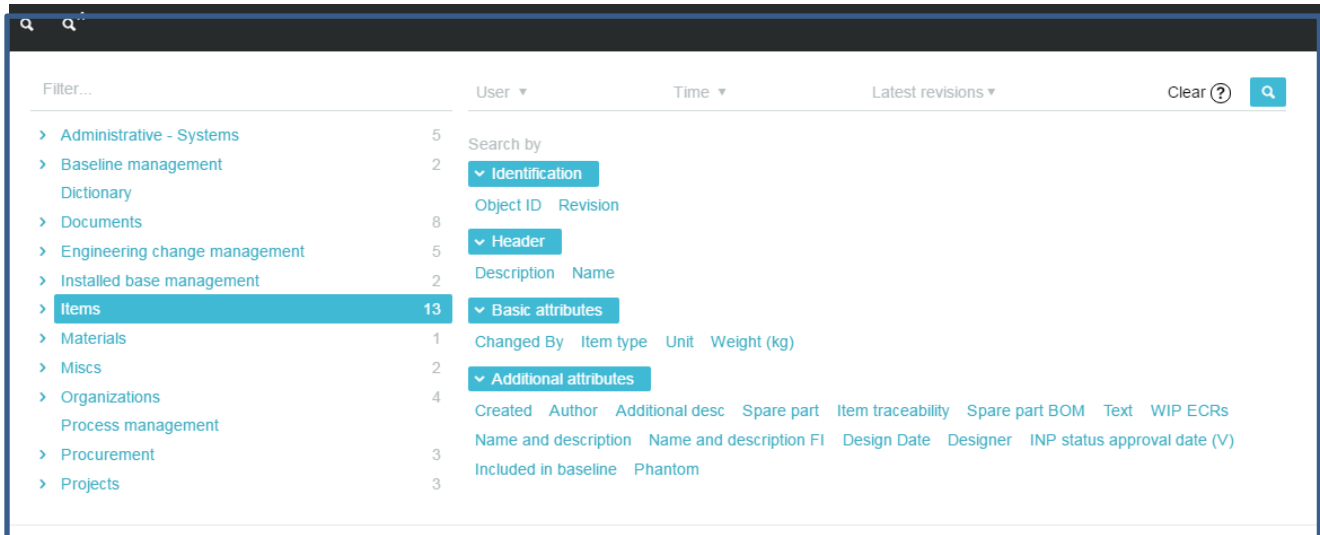 Filter...
User Time Latest revisions Clear ?
Administrative - Systems 5
Baseline management 2
Dictionary
Documents 8
Engineering change management 5
Installed base management 2
Items 13
Materials 1
Miscs 2
Organizations 4
Process management
Procurement 3
Projects 3
Search by
Identification
Object ID Revision
Header
Description Name
Basic attributes
Changed By Item type Unit Weight (kg)
Additional attributes
Created Author Additional desc Spare part Item traceability Spare part BOM Text WIP ECRs
Name and description Name and description FI Design Date Designer INP status approval date (V)
Included in baseline Phantom